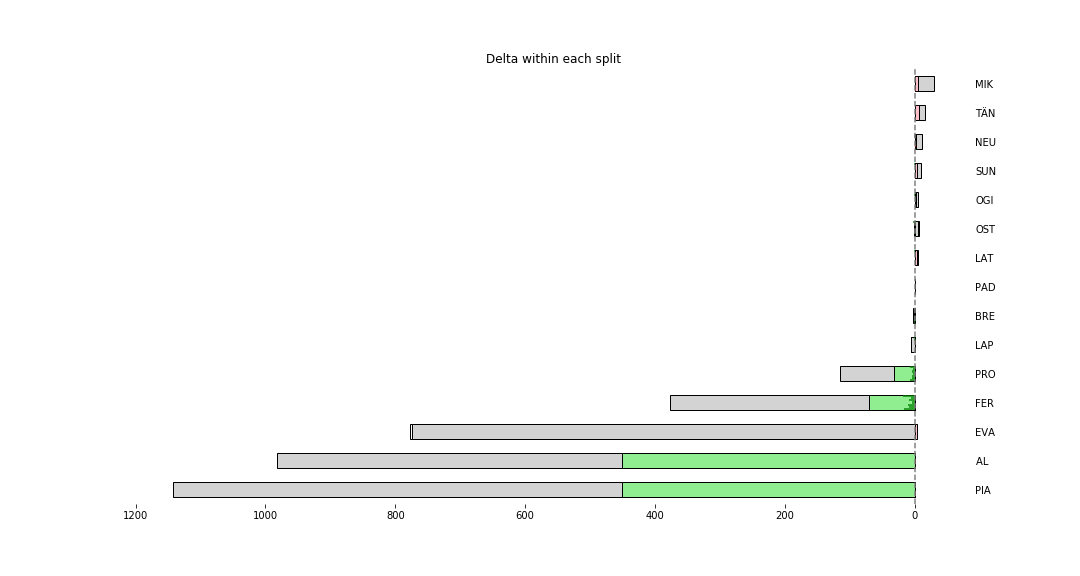 Delta within each split
MIK
TÄN
NEU
SUN
OGI
OST
LAT
PAD
BRE
LAP
PRO
FER
EVA
AL
PIA
1200 1000 800 600 400 200 0